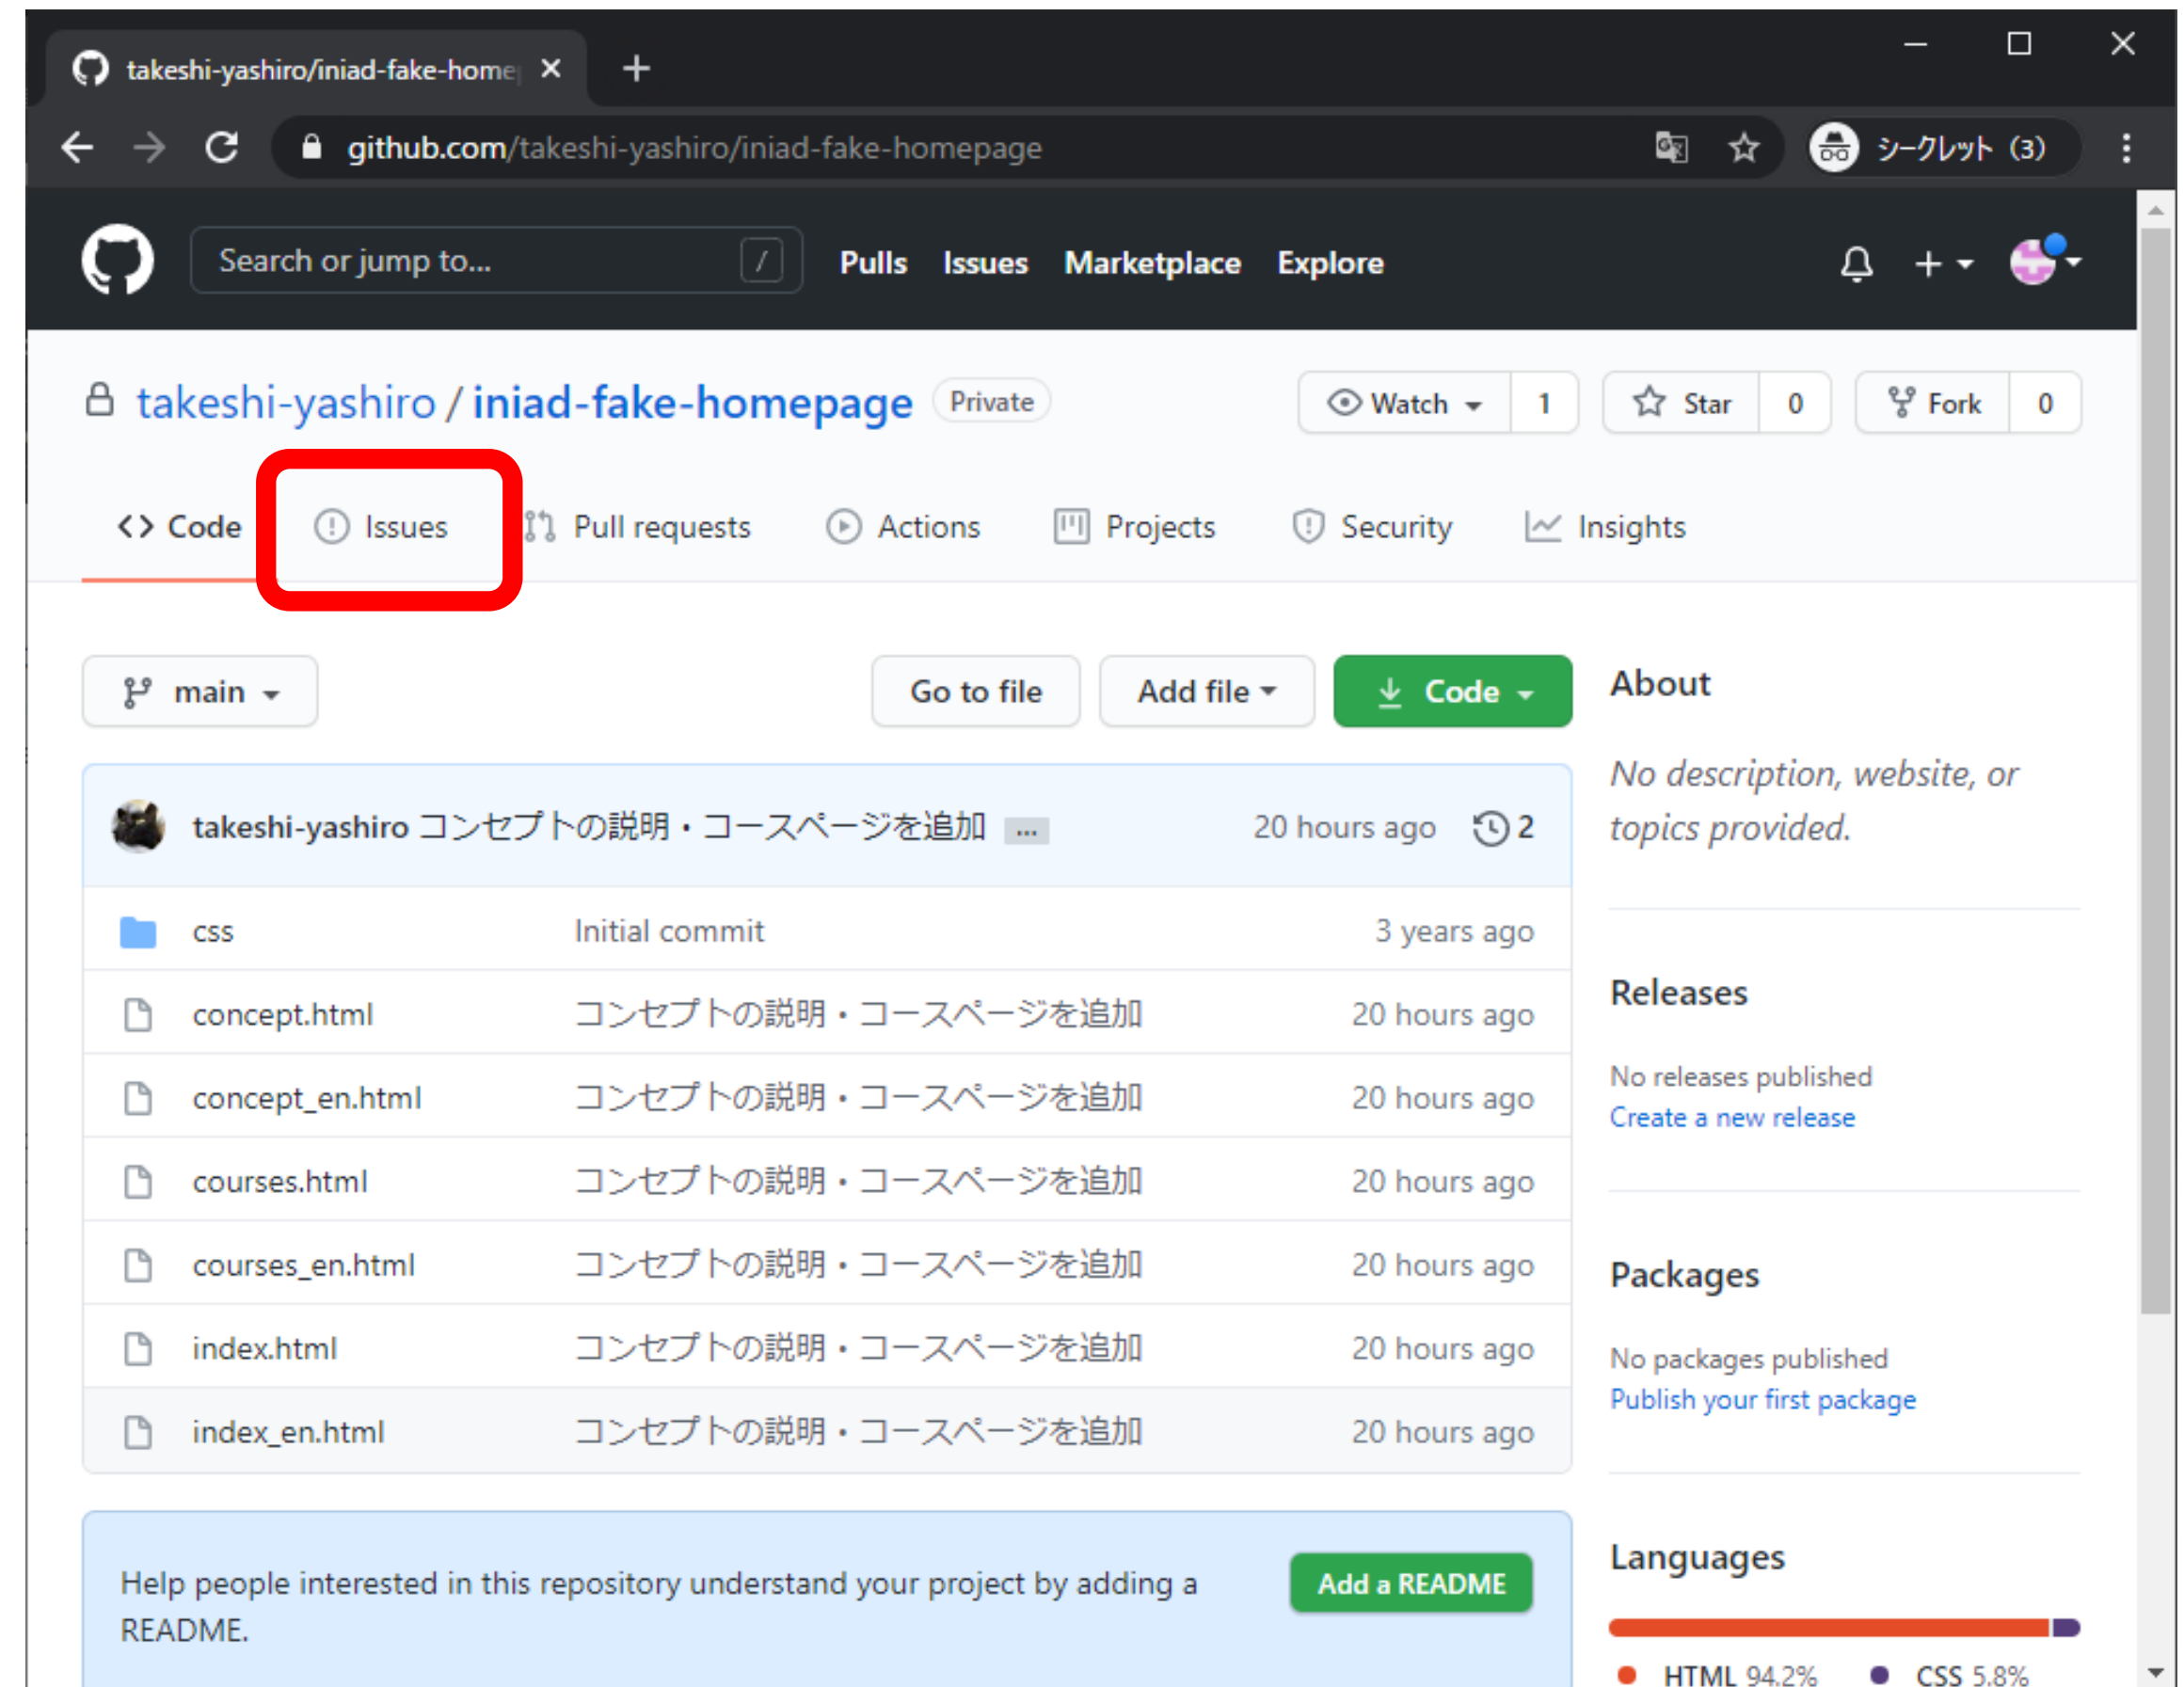 takeshi-yashiro/iniad-fake-home
github.com/takeshi-yashiro/iniad-fake-homepage シークレット (3)
Search or jump to... / Pulls Issues Marketplace Explore
takeshi-yashiro / iniad-fake-homepage Private Watch 1 Star 0 Fork 0
Code Issues Pull requests Actions Projects Security Insights
main Go to file Add file Code
takeshi-yashiro コンセプトの説明・コースページを追加 ... 20 hours ago 2
css Initial commit 3 years ago
concept.html コンセプトの説明・コースページを追加 20 hours ago
concept_en.html コンセプトの説明・コースページを追加 20 hours ago
courses.html コンセプトの説明・コースページを追加 20 hours ago
courses_en.html コンセプトの説明・コースページを追加 20 hours ago
index.html コンセプトの説明・コースページを追加 20 hours ago
index_en.html コンセプトの説明・コースページを追加 20 hours ago
Help people interested in this repository understand your project by adding a
README.
Add a README
About
No description, website, or
topics provided.
Releases
No releases published
Create a new release
Packages
No packages published
Publish your first package
Languages
HTML 94.2% CSS 5.8%